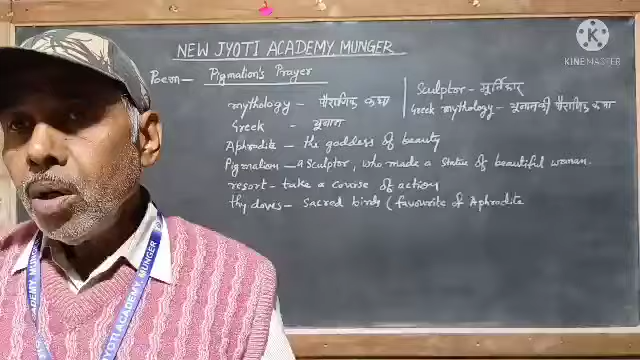 NEW JYOTI ACADEMY, MUNGER
Poem- Pigmation's Prayer
mythology - पौराणिक कथा
Greek - यूनान
Aphrodite - the goddess of beauty
Pigmalion - a sculptor, who made a statue of beautiful woman.
resort - take a course of action
thy doves - Sacred birds (favourite of Aphrodite
Sculptor - मूर्तिकार
Greek mythology - यूनान की पौराणिक कथा
KINEMASTER
ACADEMY, MUNGER
JYOTI ACADEMY